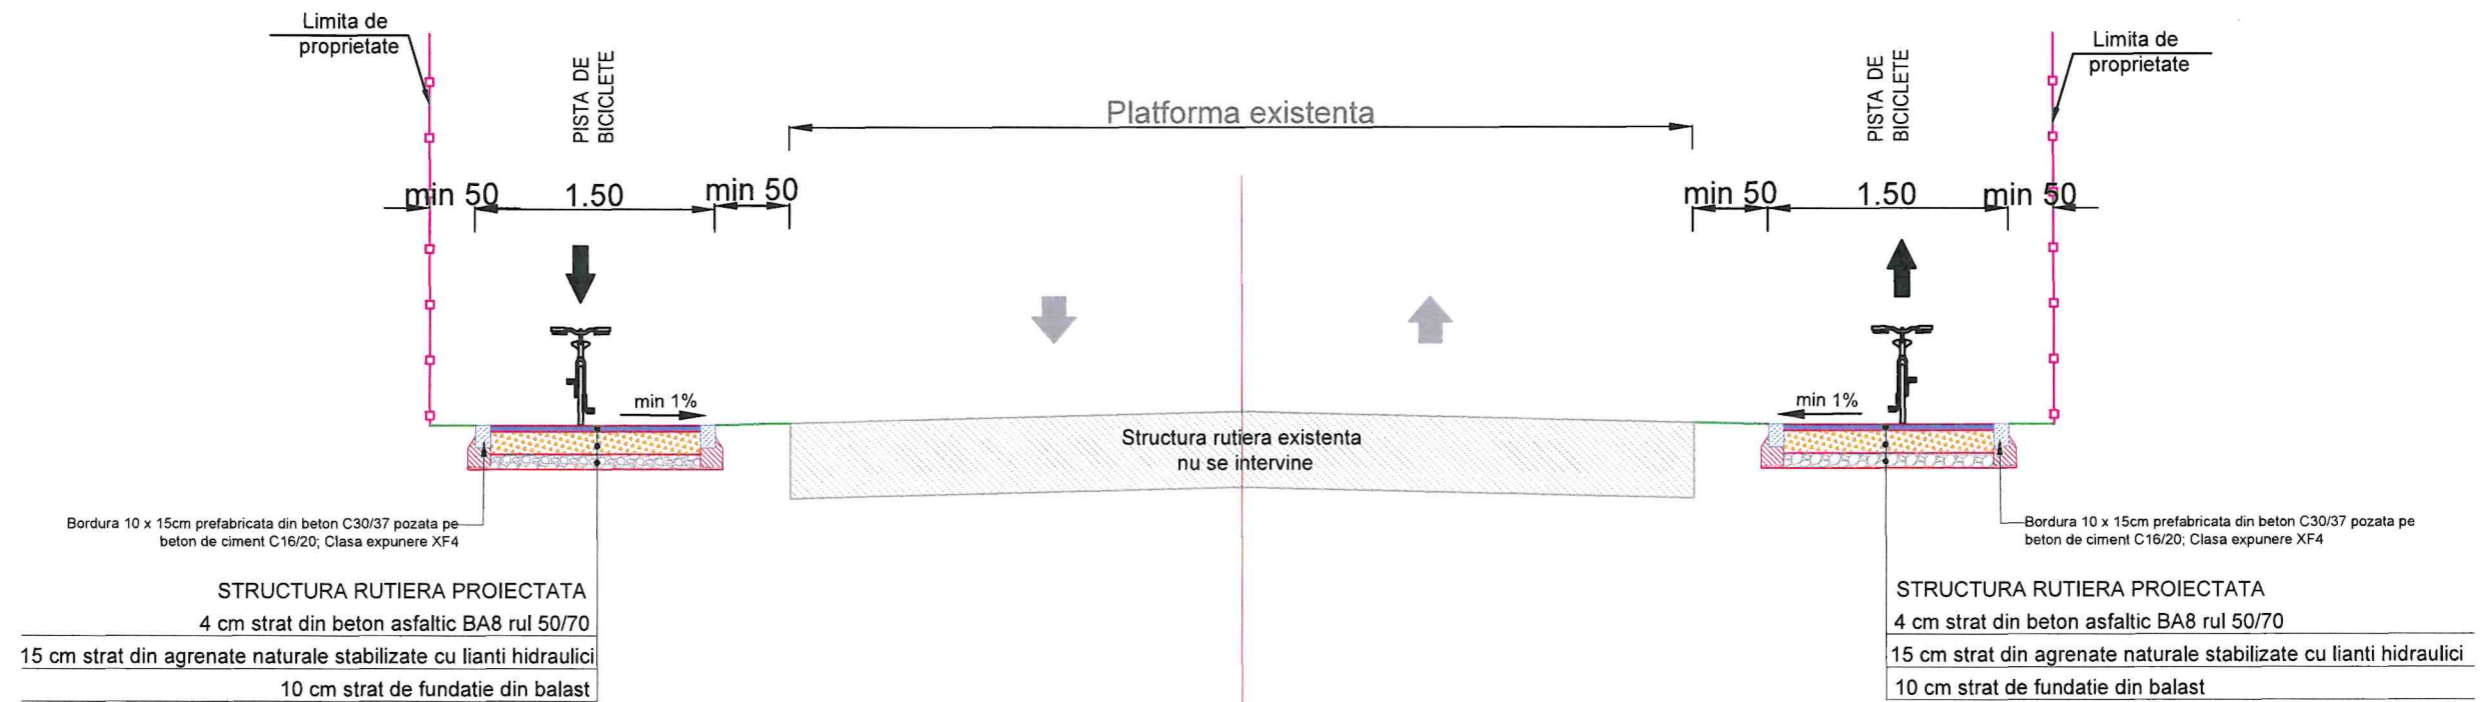 Limita de
proprietate
PISTA DE
BICICLETE
Platforma existenta
PISTA DE
BICICLETE
Limita de
proprietate
min 50
1.50
min 50
min 50
1.50
min 50
min 1%
min 1%
Structura rutiera existenta
nu se intervine
Bordura 10 x 15cm prefabricata din beton C30/37 pozata pe
beton de ciment C16/20; Clasa expunere XF4
Bordura 10 x 15cm prefabricata din beton C30/37 pozata pe
beton de ciment C16/20; Clasa expunere XF4
STRUCTURA RUTIERA PROIECTATA
4 cm strat din beton asfaltic BA8 rul 50/70
15 cm strat din agrenate naturale stabilizate cu lianti hidraulici
10 cm strat de fundatie din balast
STRUCTURA RUTIERA PROIECTATA
4 cm strat din beton asfaltic BA8 rul 50/70
15 cm strat din agrenate naturale stabilizate cu lianti hidraulici
10 cm strat de fundatie din balast